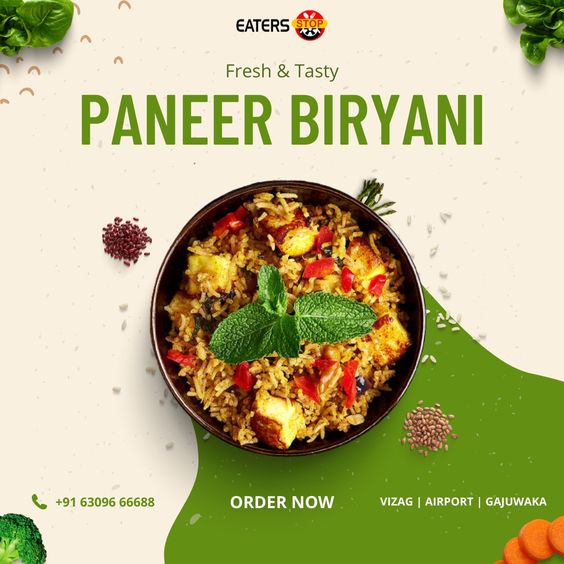 EATERS STOP
Fresh & Tasty
PANEER BIRYANI
+91 63096 66688
ORDER NOW
VIZAG | AIRPORT | GAJUWAKA